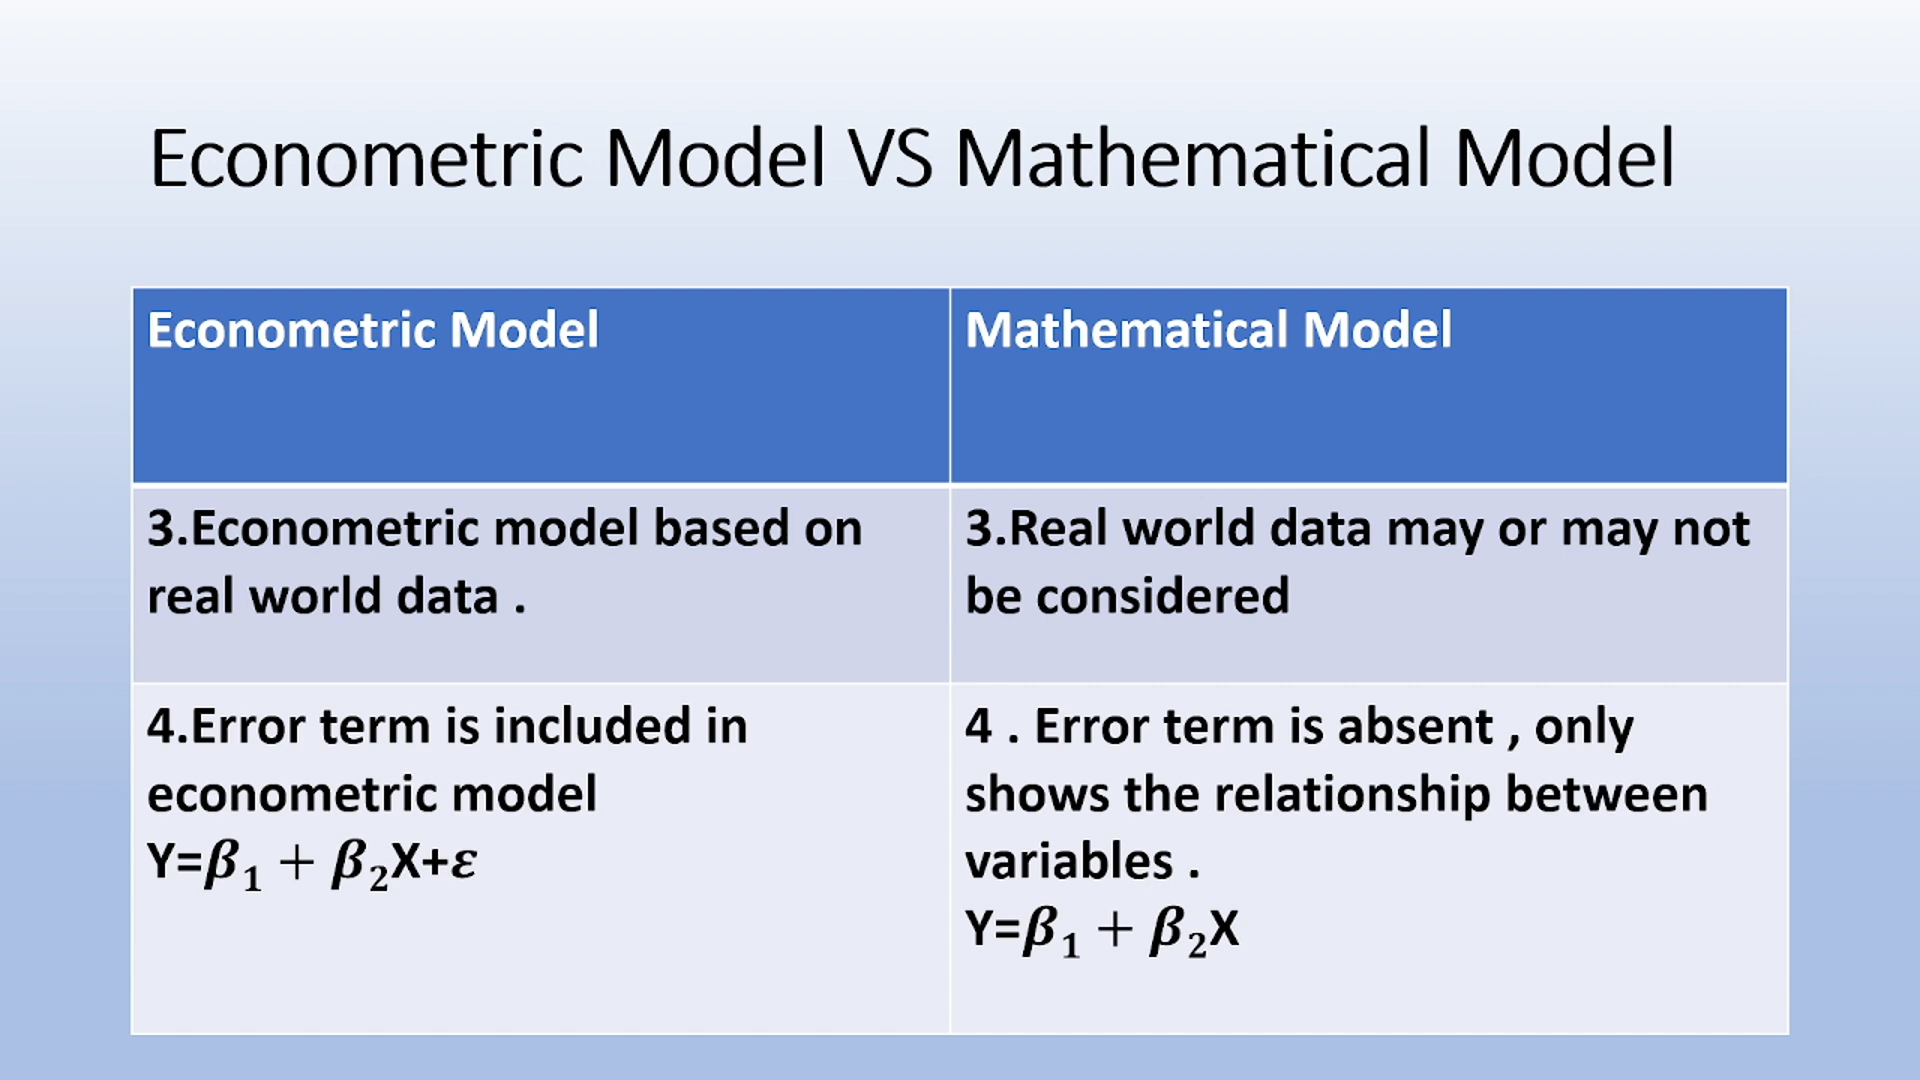 Econometric Model VS Mathematical Model
Econometric Model
Mathematical Model
3.Econometric model based on
real world data .
3.Real world data may or may not
be considered
4.Error term is included in
econometric model
Y=𝜷₁ + 𝜷₂X+𝜺
4 . Error term is absent , only
shows the relationship between
variables .
Y=𝜷₁ + 𝜷₂X